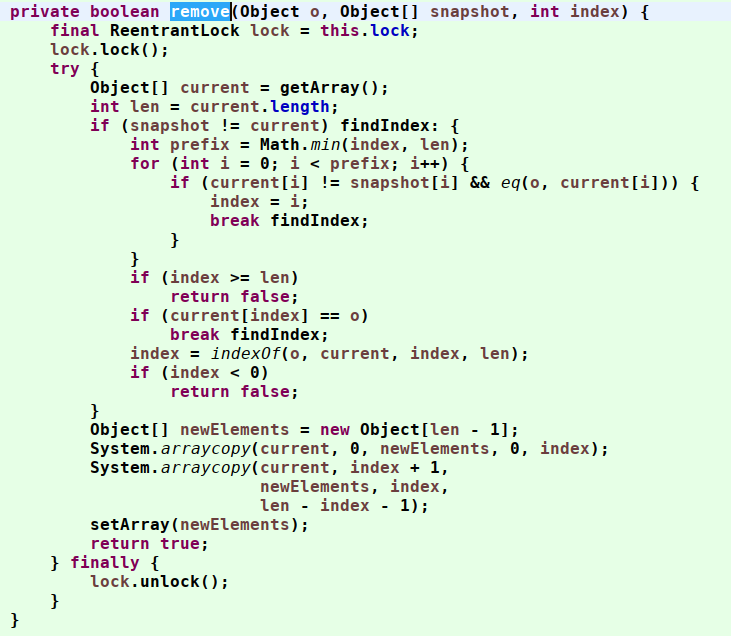 private boolean remove(Object o, Object[] snapshot, int index) {
    final ReentrantLock lock = this.lock;
    lock.lock();
    try {
        Object[] current = getArray();
        int len = current.length;
        if (snapshot != current) findIndex: {
            int prefix = Math.min(index, len);
            for (int i = 0; i < prefix; i++) {
                if (current[i] != snapshot[i] && eq(o, current[i])) {
                    index = i;
                    break findIndex;
                }
            }
            if (index >= len)
                return false;
            if (current[index] == o)
                break findIndex;
            index = indexOf(o, current, index, len);
            if (index < 0)
                return false;
        }
        Object[] newElements = new Object[len - 1];
        System.arraycopy(current, 0, newElements, 0, index);
        System.arraycopy(current, index + 1,
                         newElements, index,
                         len - index - 1);
        setArray(newElements);
        return true;
    } finally {
        lock.unlock();
    }
}